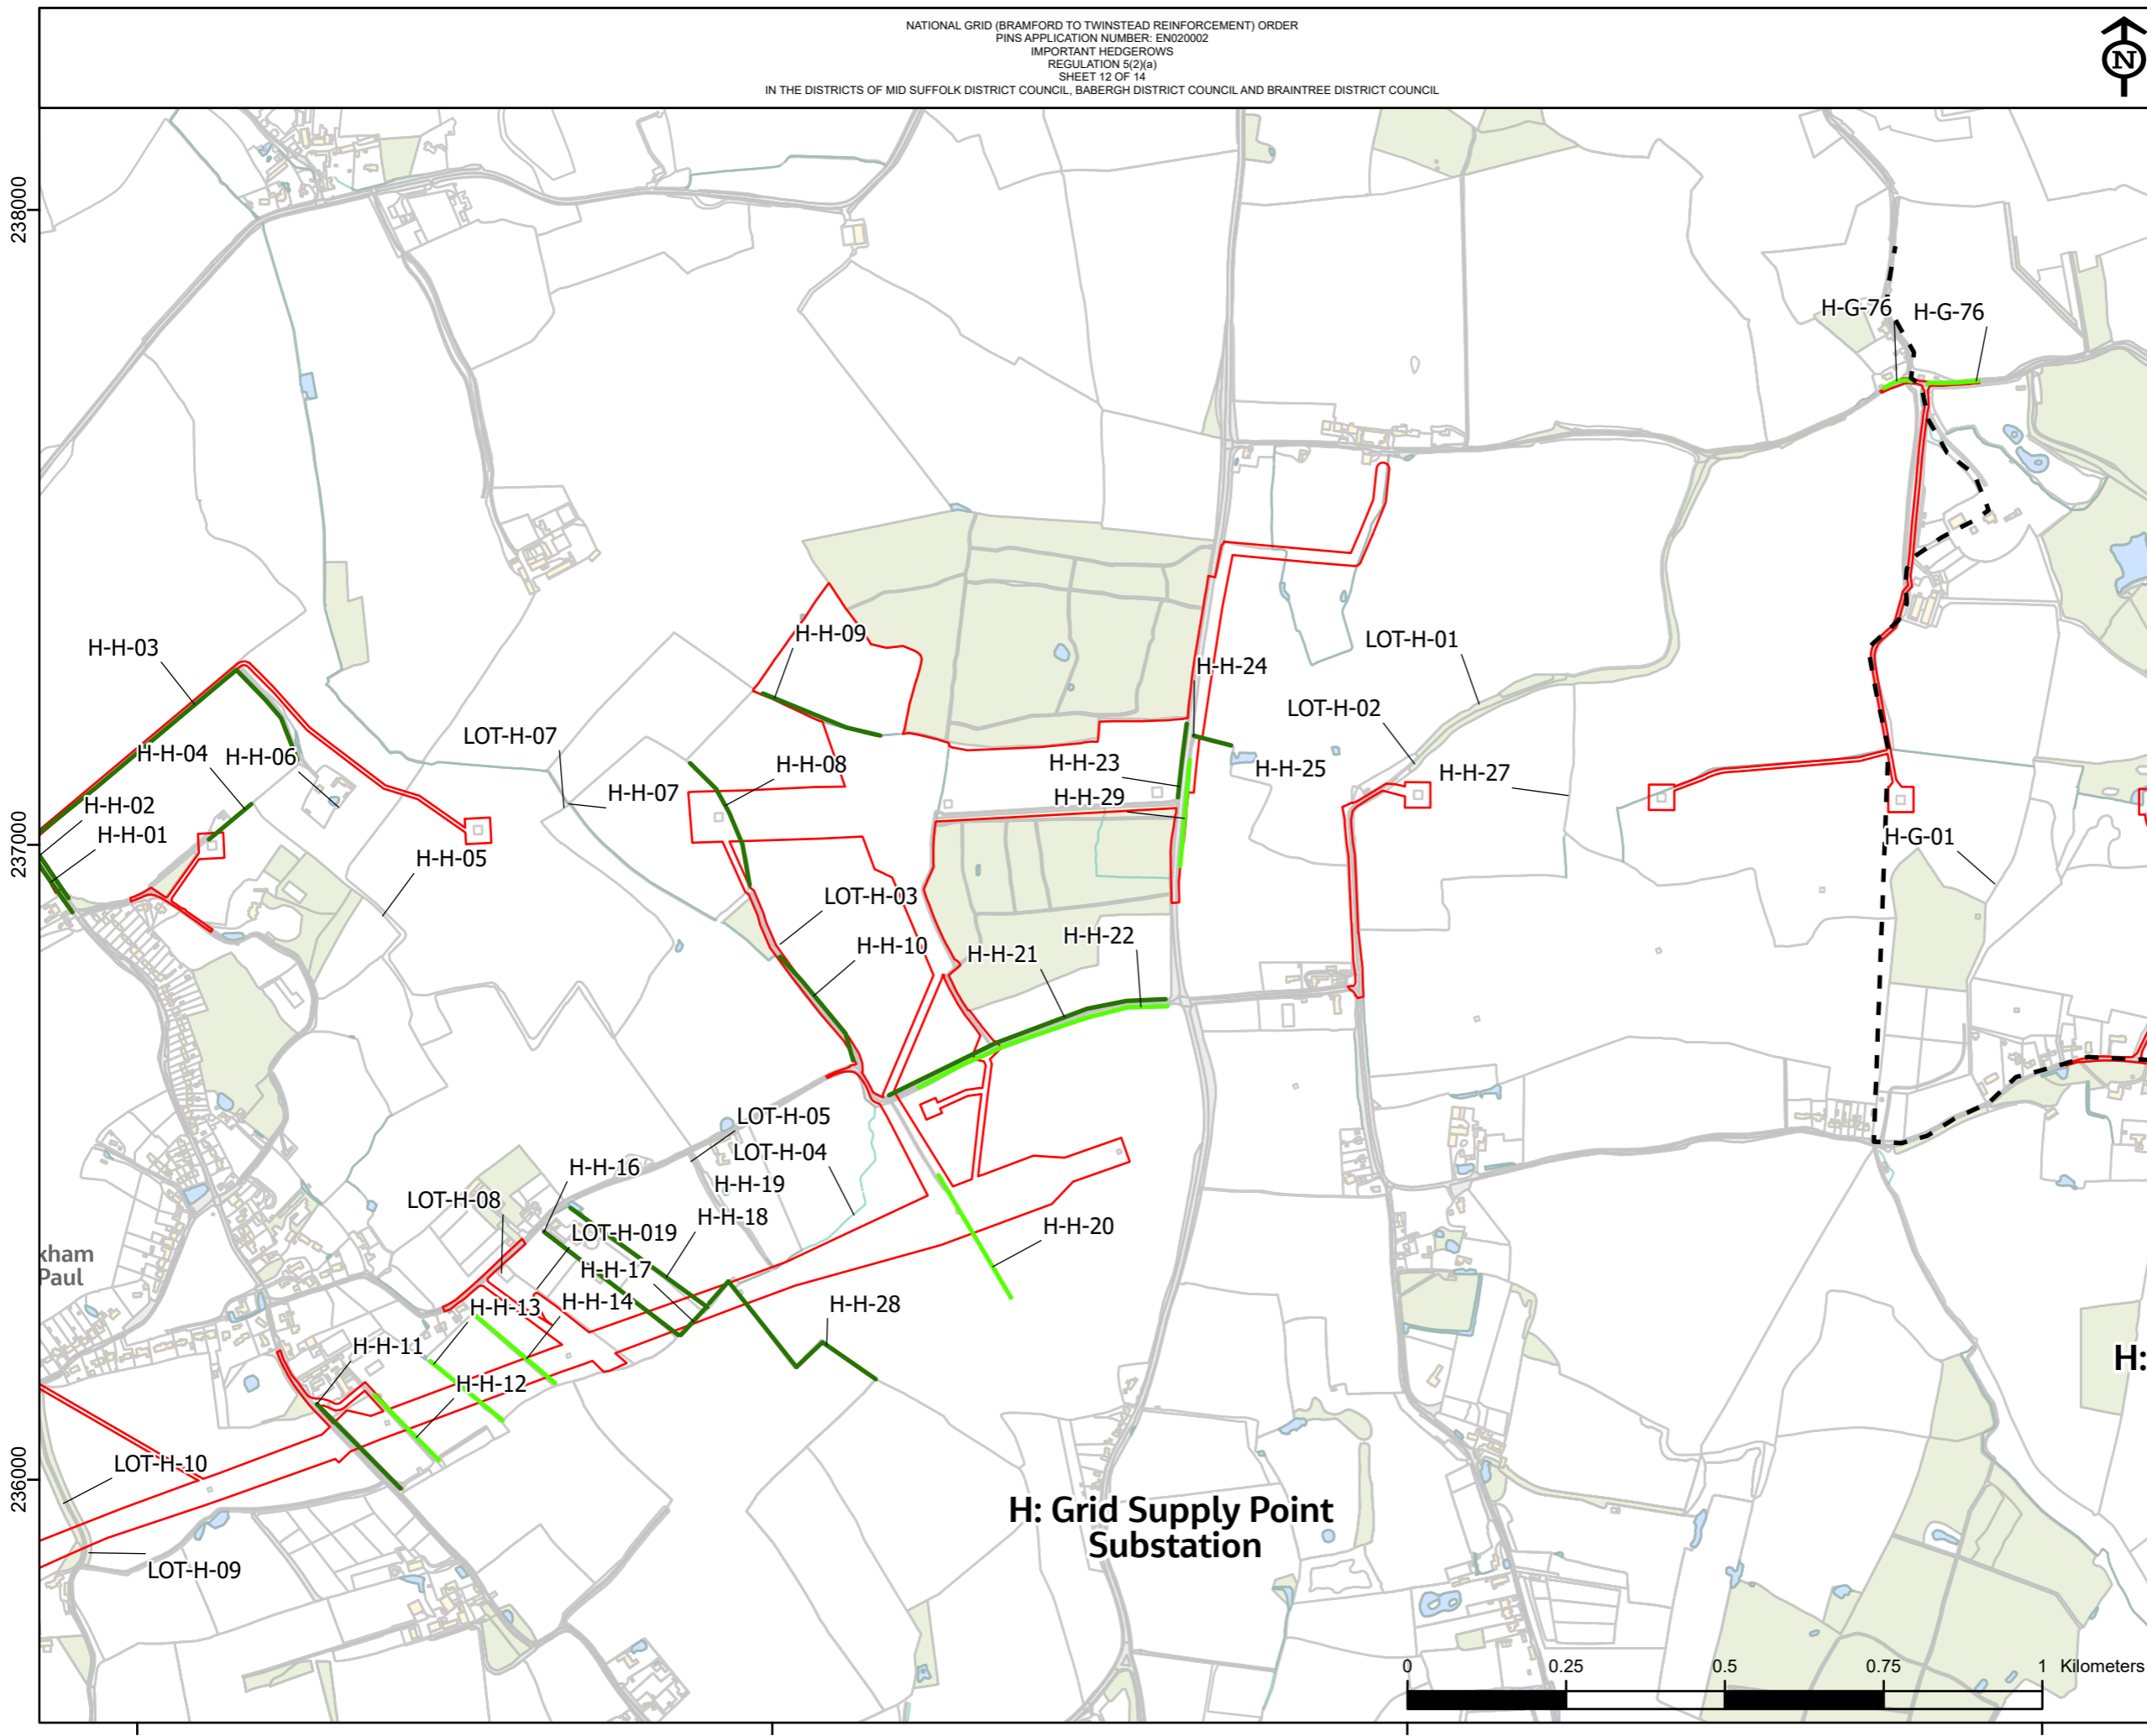 NATIONAL GRID (BRAMFORD TO TWINSTEAD REINFORCEMENT) ORDER
PINS APPLICATION NUMBER: EN020002
IMPORTANT HEDGEROWS
REGULATION 5(2)(a)
SHEET 12 OF 14
IN THE DISTRICTS OF MID SUFFOLK DISTRICT COUNCIL, BABERGH DISTRICT COUNCIL AND BRAINTREE DISTRICT COUNCIL
N
238000
H-G-76 H-G-76
H-H-09
H-H-03
LOT-H-01
H-H-24
LOT-H-02
LOT-H-07
H-H-04 H-H-06
H-H-08
H-H-23
H-H-25 H-H-27
H-H-07
H-H-29
H-H-02
H-H-01
237000
H-G-01
H-H-05
LOT-H-03
H-H-10
H-H-22
H-H-21
LOT-H-05
LOT-H-04
H-H-16
H-H-19
LOT-H-08
H-H-18
LOT-H-019
H-H-20
kham
Paul
H-H-17
H-H-13 H-H-14
H-H-28
H-H-11
H:
H-H-12
LOT-H-10
236000
H: Grid Supply Point
Substation
LOT-H-09
0 0.25 0.5 0.75 1 Kilometers